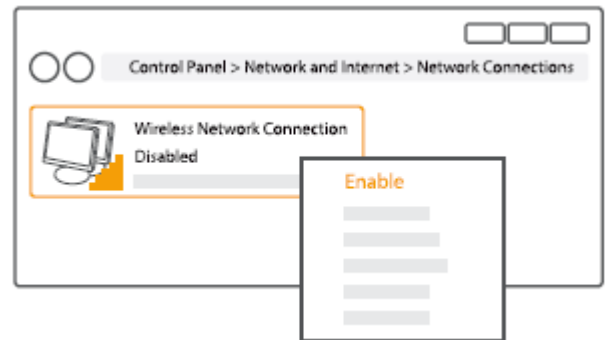 Control Panel > Network and Internet > Network Connections
Wireless Network Connection
Disabled
Enable